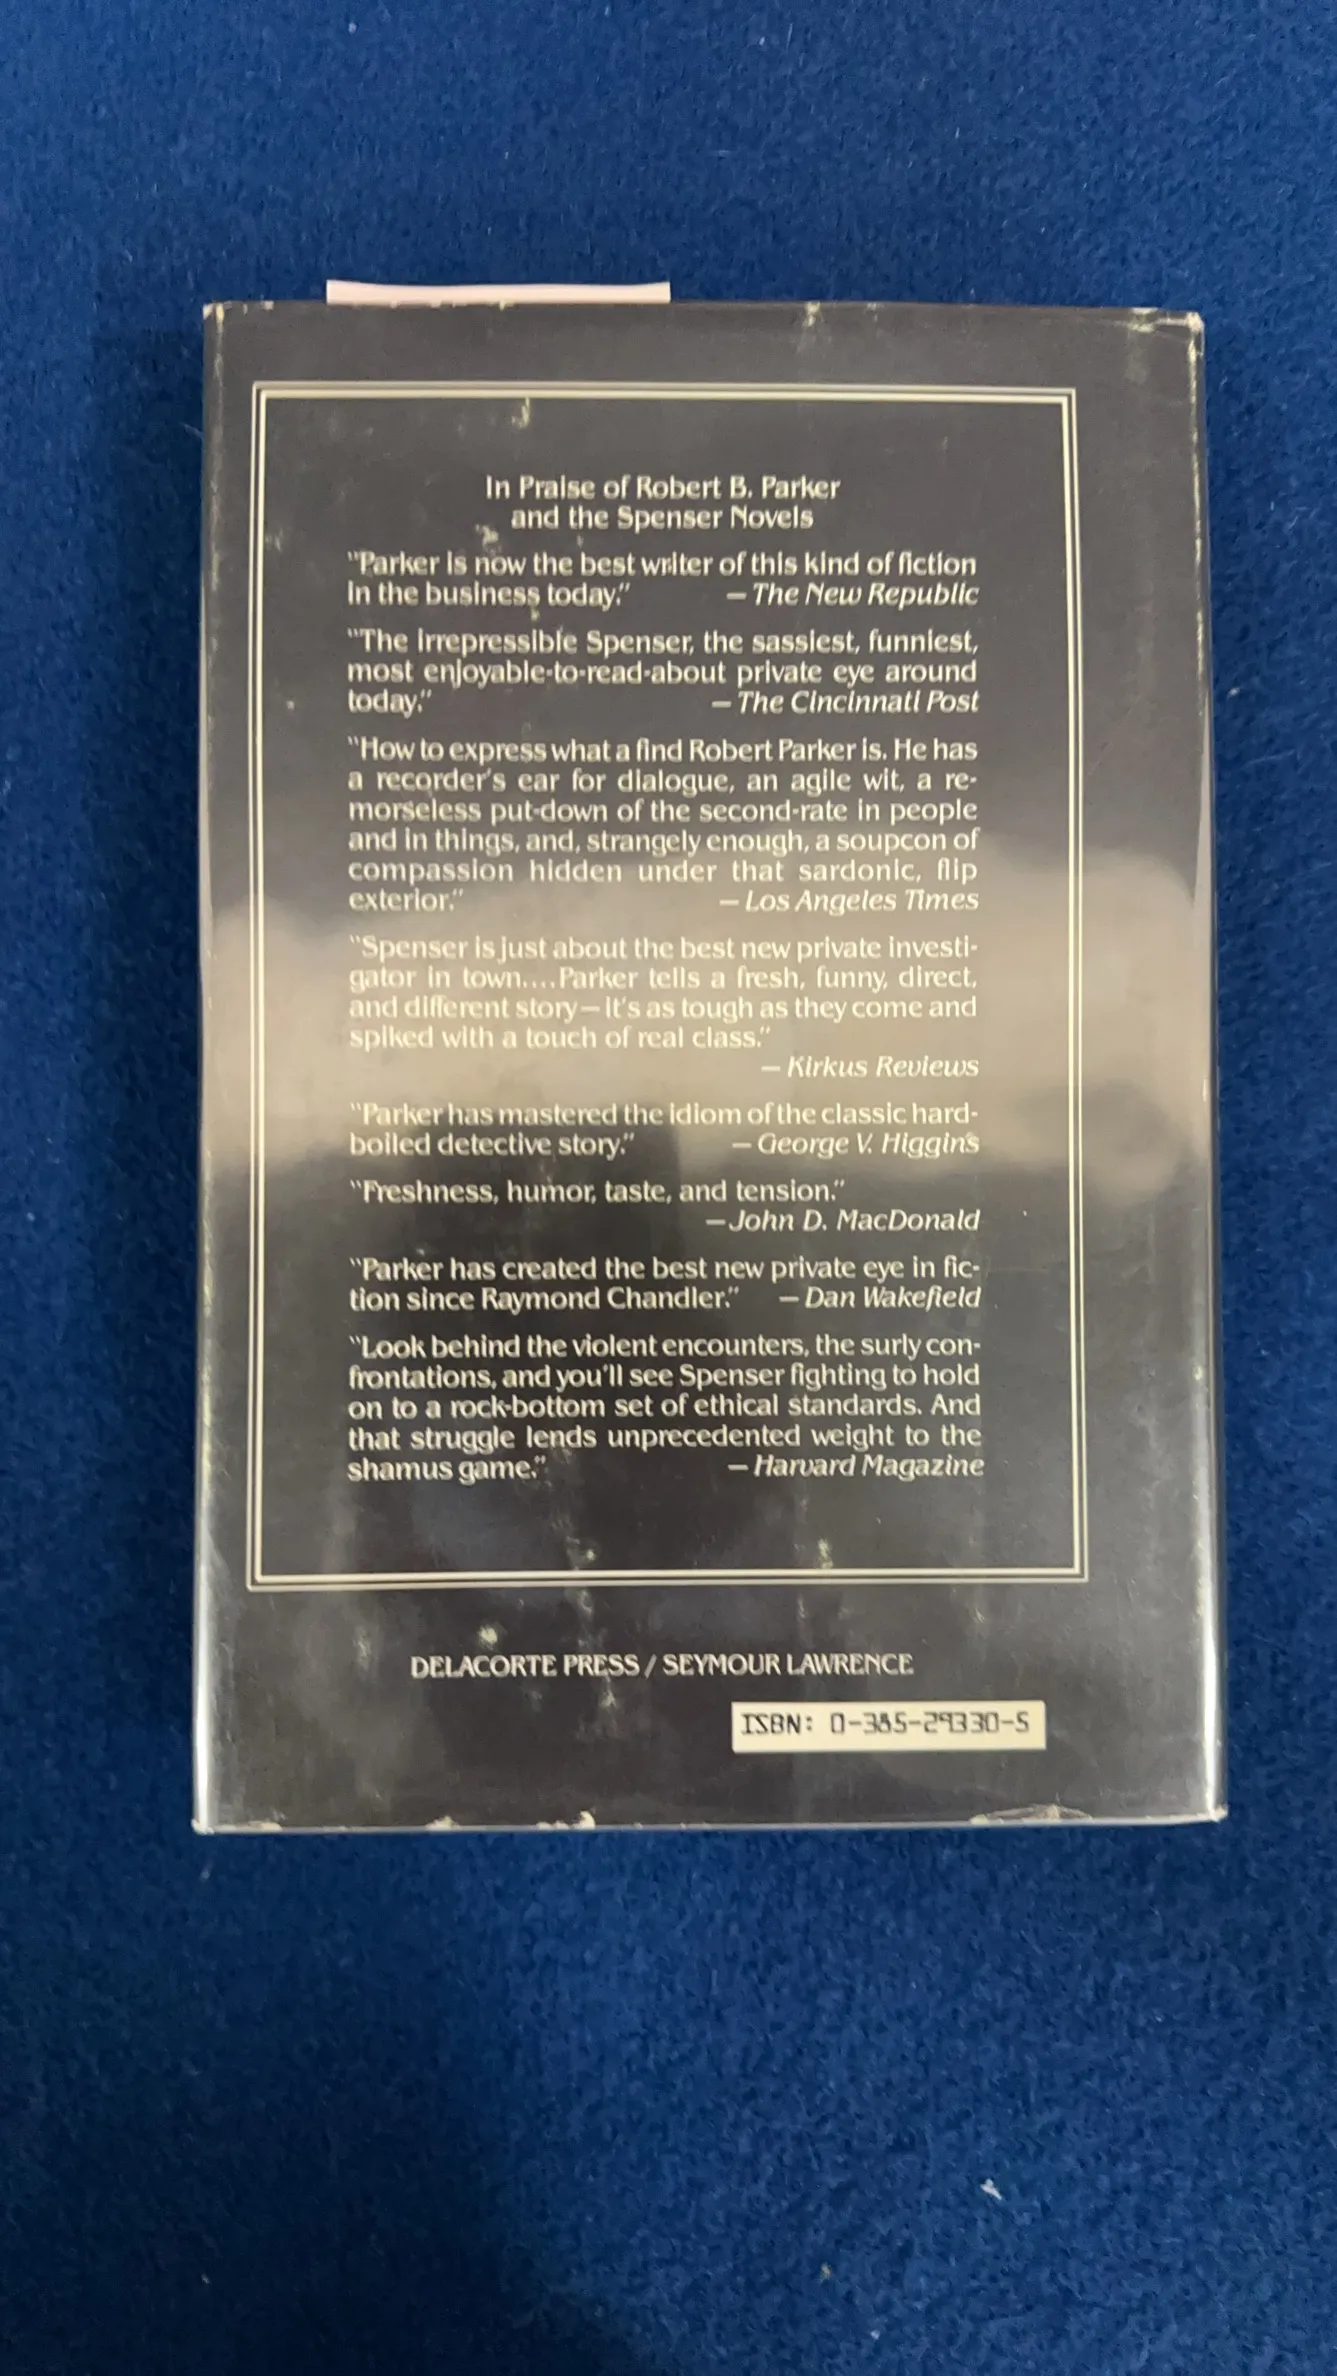 In Praise of Robert B. Parker
and the Spenser Novels
"Parker is now the best writer of this kind of fiction
in the business today." — The New Republic
"The irrepressible Spenser, the sassiest, funniest,
most enjoyable-to-read-about private eye around
today." — The Cincinnati Post
"How to express what a find Robert Parker is. He has
a recorder's ear for dialogue, an agile wit, a re-
morseless put-down of the second-rate in people
and in things, and, strangely enough, a soupcon of
compassion hidden under that sardonic, flip
exterior." — Los Angeles Times
"Spenser is just about the best new private investi-
gator in town....Parker tells a fresh, funny, direct,
and different story—it's as tough as they come and
spiked with a touch of real class."
— Kirkus Reviews
"Parker has mastered the idiom of the classic hard-
boiled detective story." — George V. Higgins
"Freshness, humor, taste, and tension."
—John D. MacDonald
"Parker has created the best new private eye in fic-
tion since Raymond Chandler." — Dan Wakefield
"Look behind the violent encounters, the surly con-
frontations, and you'll see Spenser fighting to hold
on to a rock-bottom set of ethical standards. And
that struggle lends unprecedented weight to the
shamus game." — Harvard Magazine
DELACORTE PRESS / SEYMOUR LAWRENCE
ISBN: 0-385-29330-5